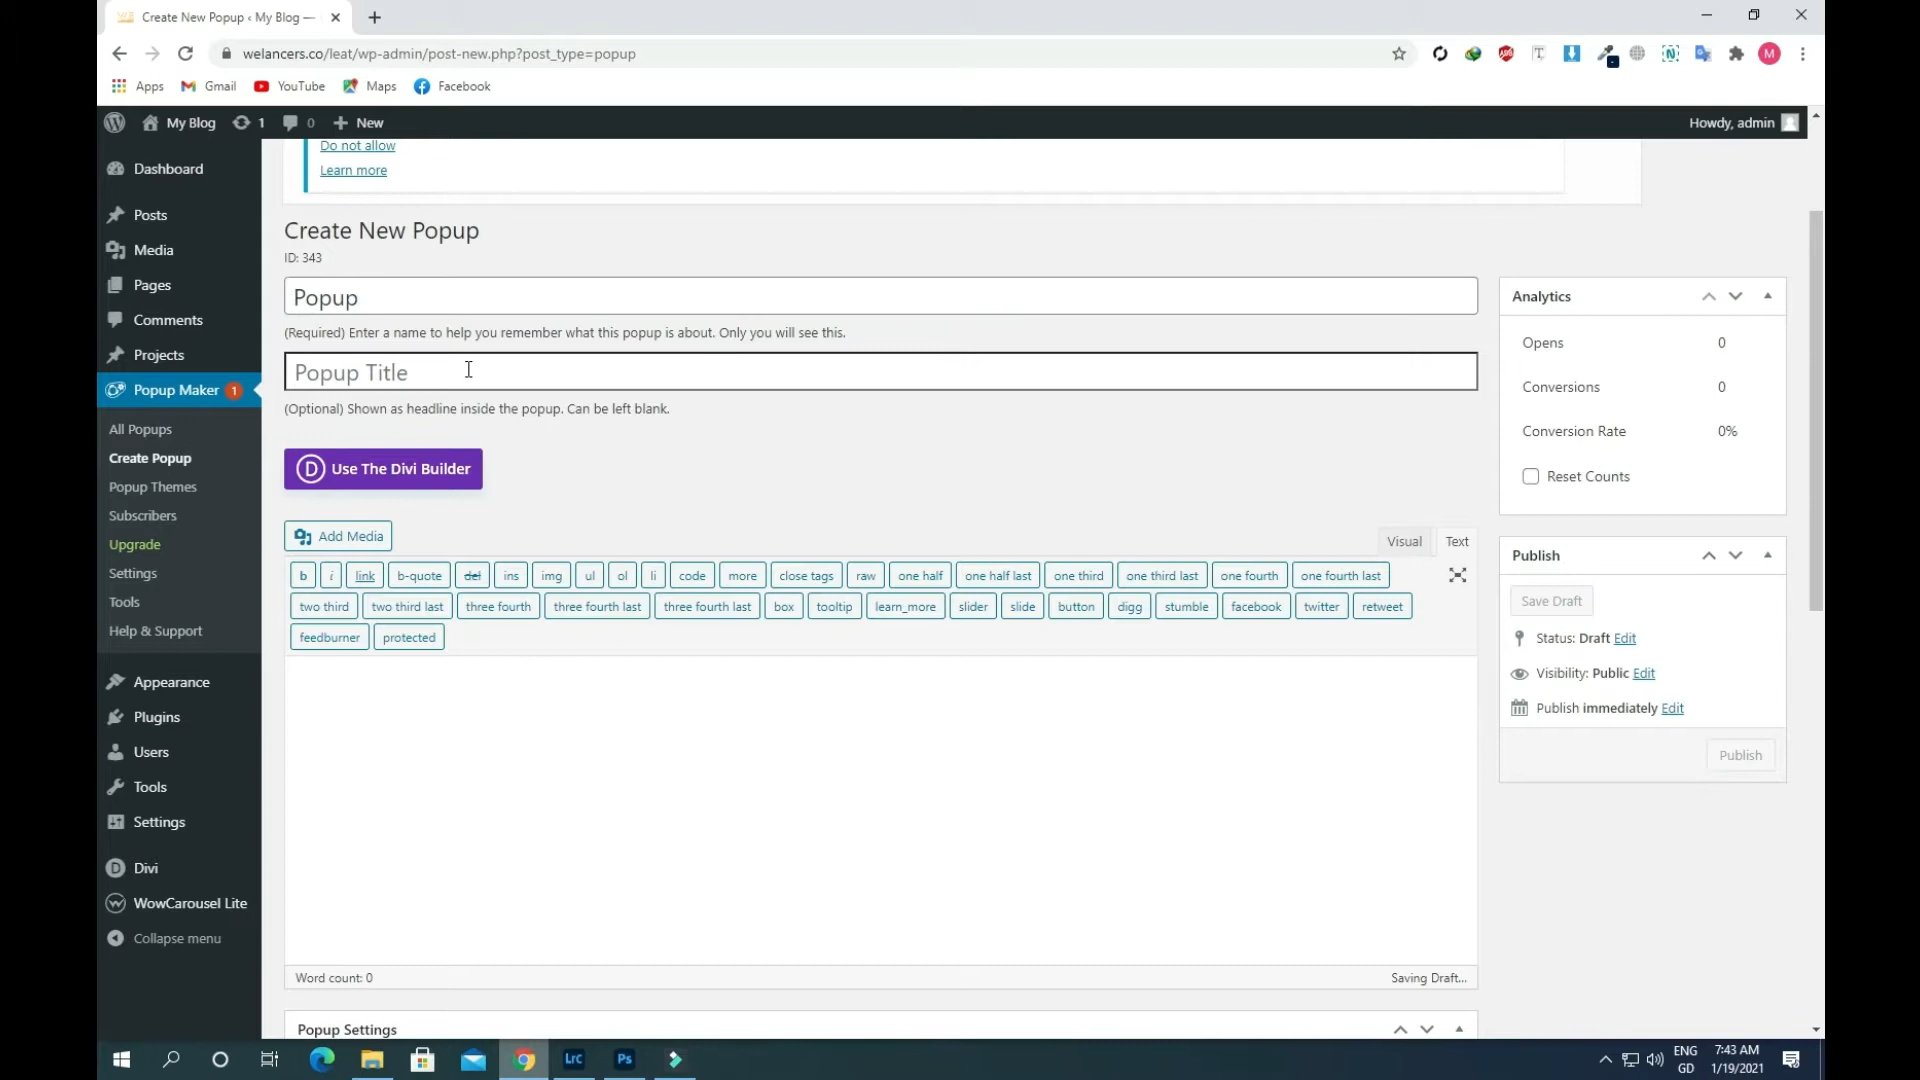 Create New Popup ‹ My Blog —
welancers.co/leat/wp-admin/post-new.php?post_type=popup
Apps Gmail YouTube Maps Facebook
My Blog 1 0 New Howdy, admin
Do not allow
Learn more
Dashboard
Posts
Media
Pages
Comments
Projects
Popup Maker 1
All Popups
Create Popup
Popup Themes
Subscribers
Upgrade
Settings
Tools
Help & Support
Appearance
Plugins
Users
Tools
Settings
Divi
WowCarousel Lite
Collapse menu
Create New Popup
ID: 343
Popup
(Required) Enter a name to help you remember what this popup is about. Only you will see this.
Popup Title
(Optional) Shown as headline inside the popup. Can be left blank.
D Use The Divi Builder
Add Media
Visual Text
b i link b-quote del ins img ul ol li code more close tags raw one half one half last one third one third last one fourth one fourth last
two third two third last three fourth three fourth last three fourth last box tooltip learn_more slider slide button digg stumble facebook twitter retweet
feedburner protected
Word count: 0 Saving Draft...
Popup Settings
Analytics
Opens 0
Conversions 0
Conversion Rate 0%
Reset Counts
Publish
Save Draft
Status: Draft Edit
Visibility: Public Edit
Publish immediately Edit
Publish
Lrc Ps
ENG
GD
7:43 AM
1/19/2021